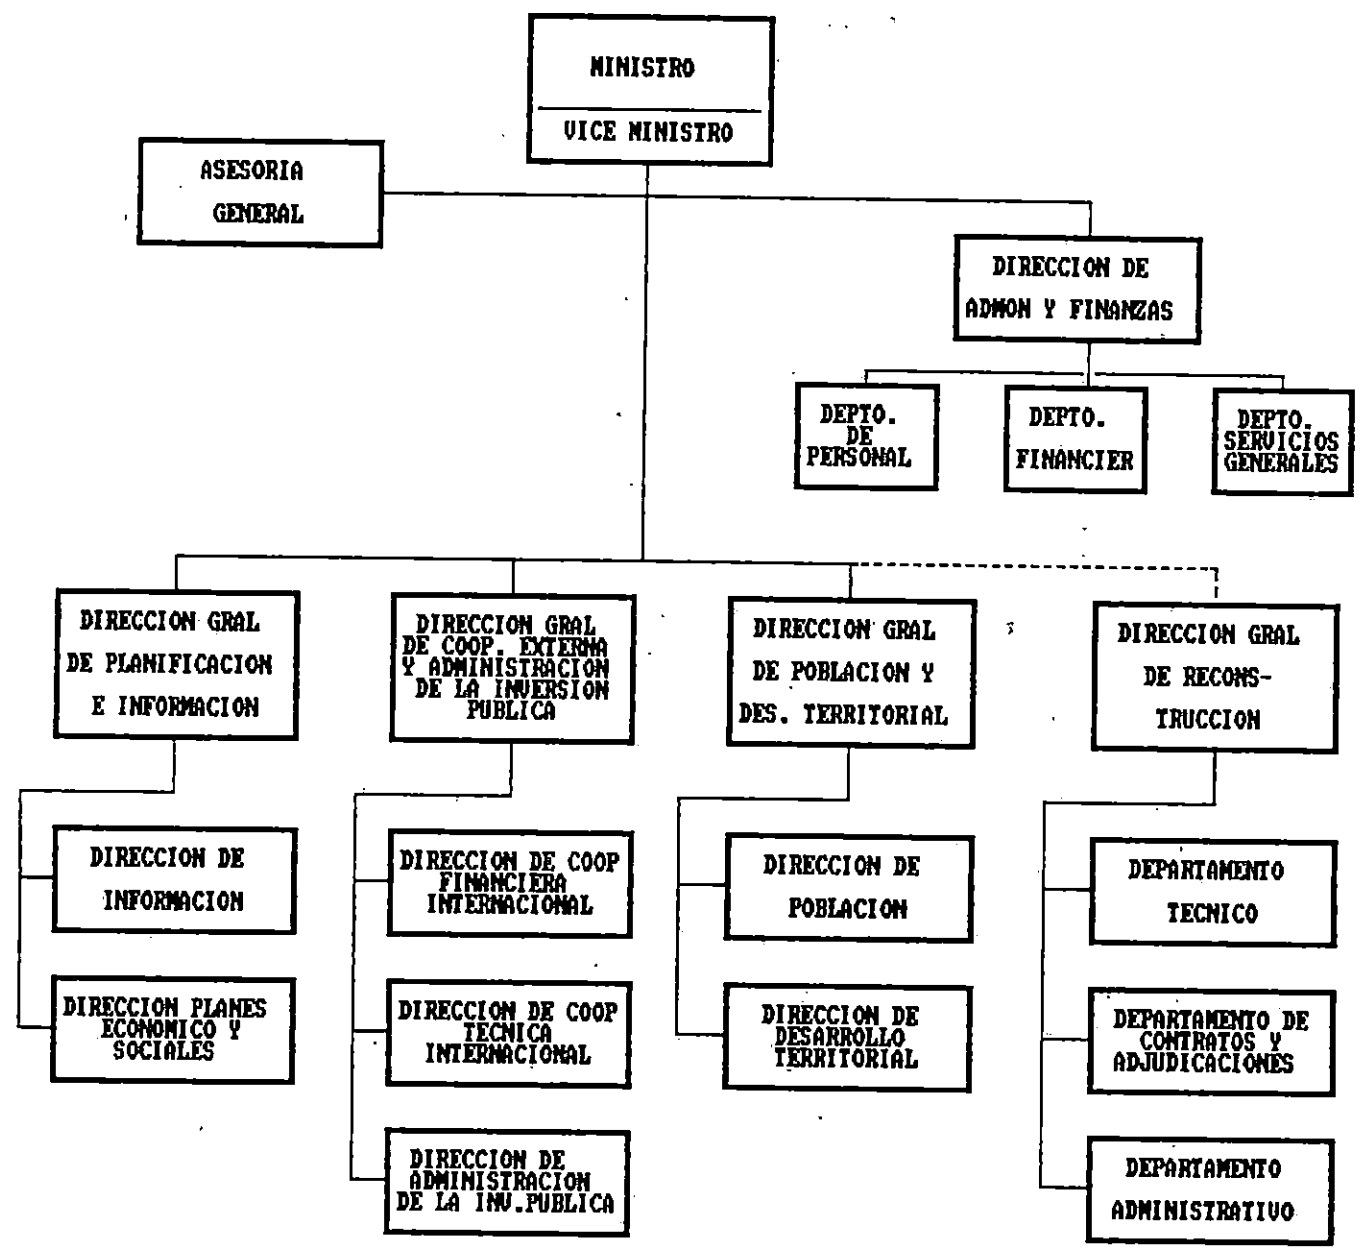 MINISTRO
VICE MINISTRO
ASESORIA
GENERAL
DIRECCION DE
ADMON Y FINANZAS
DEPTO.
DE
PERSONAL
DEPTO.
FINANCIER
DEPTO.
SERVICIOS
GENERALES
DIRECCION GRAL
DE PLANIFICACION
E INFORMACION
DIRECCION GRAL
DE COOP. EXTERNA
Y ADMINISTRACION
DE LA INVERSION
PUBLICA
DIRECCION GRAL
DE POBLACION Y
DES. TERRITORIAL
DIRECCION GRAL
DE RECONS-
TRUCCION
DIRECCION DE
INFORMACION
DIRECCION DE COOP
FINANCIERA
INTERNACIONAL
DIRECCION DE
POBLACION
DEPARTAMENTO
TECNICO
DIRECCION PLANES
ECONOMICO Y
SOCIALES
DIRECCION DE COOP
TECNICA
INTERNACIONAL
DIRECCION DE
DESARROLLO
TERRITORIAL
DEPARTAMENTO DE
CONTRATOS Y
ADJUDICACIONES
DIRECCION DE
ADMINISTRACION
DE LA INV.PUBLICA
DEPARTAMENTO
ADMINISTRATIVO